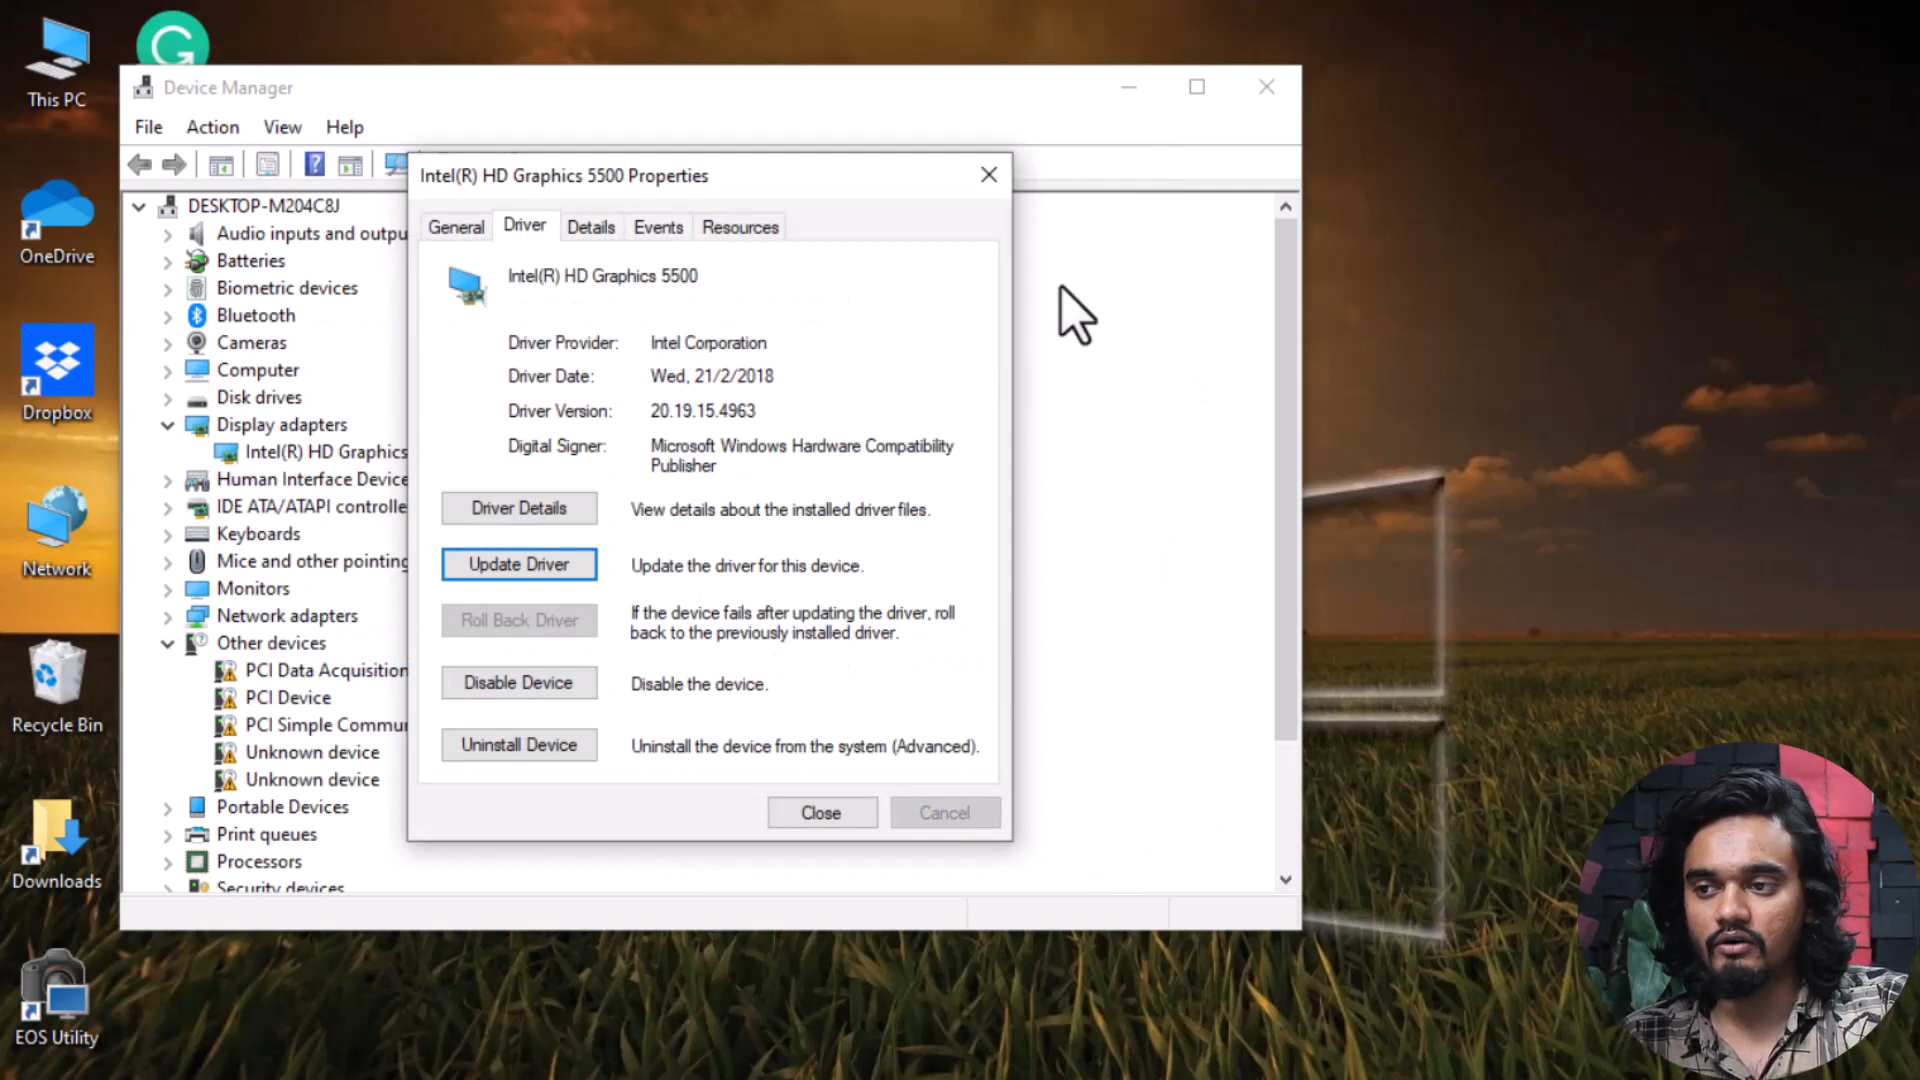 This PC
OneDrive
Dropbox
Network
Recycle Bin
Downloads
EOS Utility
G
Device Manager
File Action View Help
?
DESKTOP-M204C8J
Audio inputs and outpu
Batteries
Biometric devices
Bluetooth
Cameras
Computer
Disk drives
Display adapters
Intel(R) HD Graphics
Human Interface Device
IDE ATA/ATAPI controlle
Keyboards
Mice and other pointing
Monitors
Network adapters
Other devices
PCI Data Acquisition
PCI Device
PCI Simple Commu
Unknown device
Unknown device
Portable Devices
Print queues
Processors
Security devices
Intel(R) HD Graphics 5500 Properties
General Driver Details Events Resources
Intel(R) HD Graphics 5500
Driver Provider: Intel Corporation
Driver Date: Wed, 21/2/2018
Driver Version: 20.19.15.4963
Digital Signer: Microsoft Windows Hardware Compatibility
Publisher
Driver Details View details about the installed driver files.
Update Driver Update the driver for this device.
Roll Back Driver If the device fails after updating the driver, roll
back to the previously installed driver.
Disable Device Disable the device.
Uninstall Device Uninstall the device from the system (Advanced).
Close Cancel